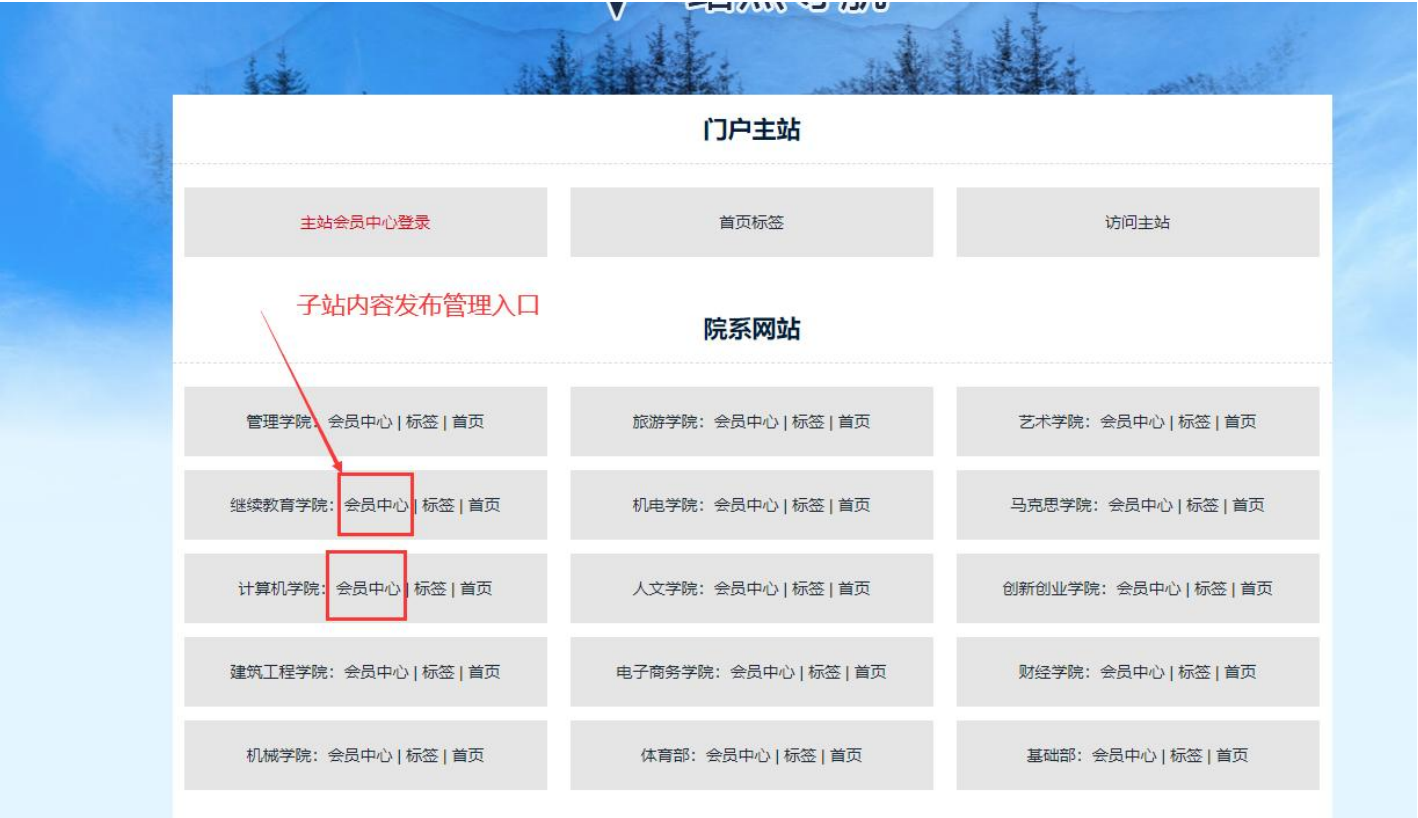 站点导航
门户主站
主站会员中心登录
首页标签
访问主站
子站内容发布管理入口
院系网站
管理学院：会员中心 | 标签 | 首页
旅游学院：会员中心 | 标签 | 首页
艺术学院：会员中心 | 标签 | 首页
继续教育学院：会员中心 | 标签 | 首页
机电学院：会员中心 | 标签 | 首页
马克思学院：会员中心 | 标签 | 首页
计算机学院：会员中心 | 标签 | 首页
人文学院：会员中心 | 标签 | 首页
创新创业学院：会员中心 | 标签 | 首页
建筑工程学院：会员中心 | 标签 | 首页
电子商务学院：会员中心 | 标签 | 首页
财经学院：会员中心 | 标签 | 首页
机械学院：会员中心 | 标签 | 首页
体育部：会员中心 | 标签 | 首页
基础部：会员中心 | 标签 | 首页